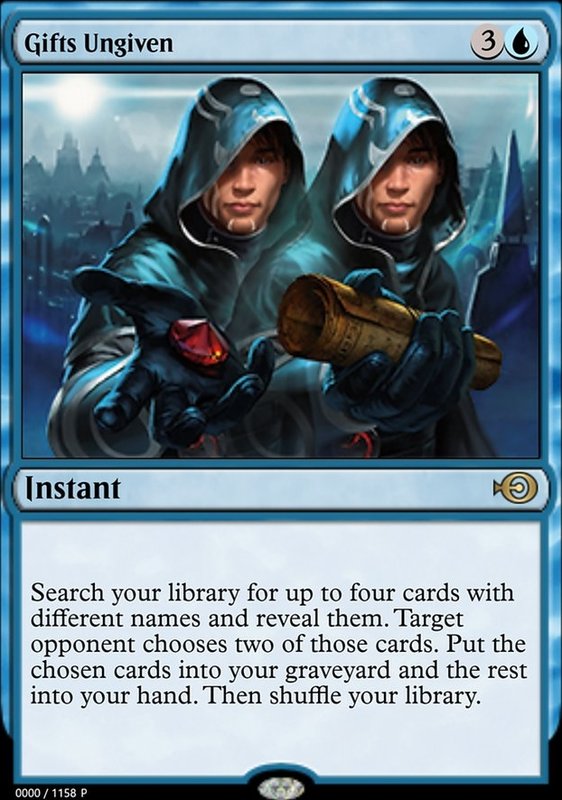 Gifts Ungiven 3
Instant
Search your library for up to four cards with
different names and reveal them. Target
opponent chooses two of those cards. Put the
chosen cards into your graveyard and the rest
into your hand. Then shuffle your library.
0000 / 1158 P